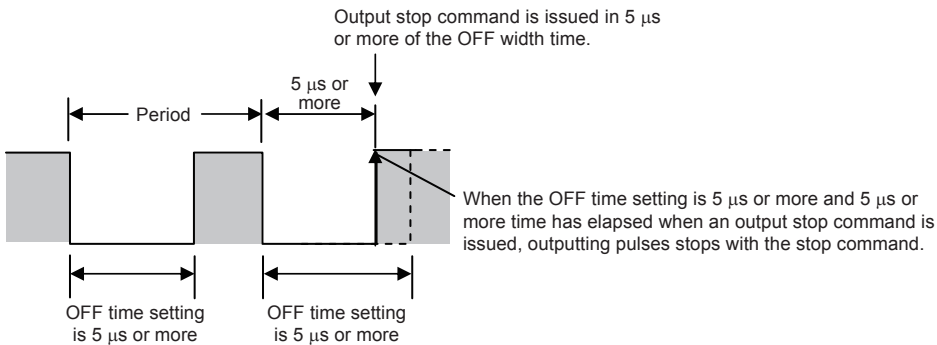 Output stop command is issued in 5 μs
or more of the OFF width time.
5 μs or
more
Period
When the OFF time setting is 5 μs or more and 5 μs or
more time has elapsed when an output stop command is
issued, outputting pulses stops with the stop command.
OFF time setting
is 5 μs or more
OFF time setting
is 5 μs or more